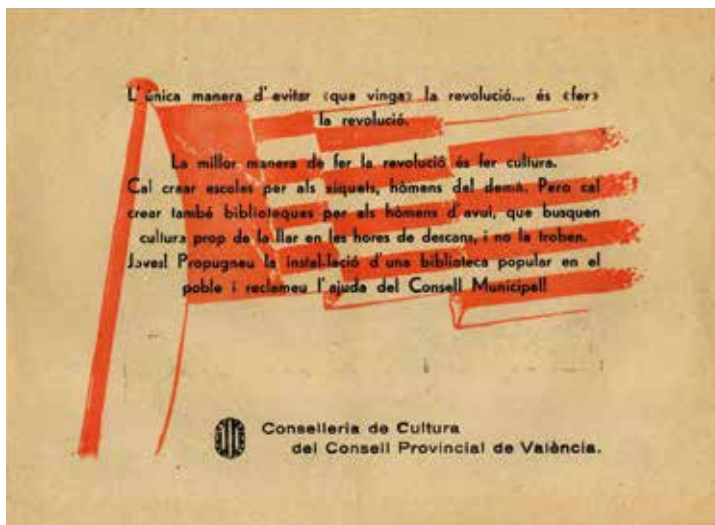 L'única manera d'evitar ‹que vinga› la revolució... és ‹fer›
la revolució.
La millor manera de fer la revolució és fer cultura.
Cal crear escoles per als xiquets, hòmens del demà. Pero cal
crear també biblioteques per als hòmens d'avui, que busquen
cultura prop de la llar en les hores de descans, i no la troben.
Joves! Propugneu la instal·lació d'una biblioteca popular en el
poble i reclameu l'ajuda del Consell Municipal!
Conselleria de Cultura
del Consell Provincial de València.